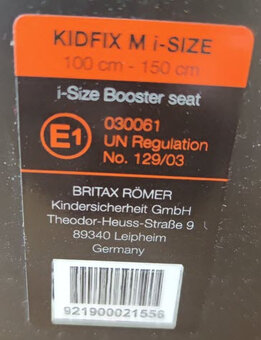 KIDFIX M i-SIZE
100 cm - 150 cm
i-Size Booster seat
E1
030061
UN Regulation
No. 129/03
BRITAX RÖMER
Kindersicherheit GmbH
Theodor-Heuss-Straße 9
89340 Leipheim
Germany
921900021556